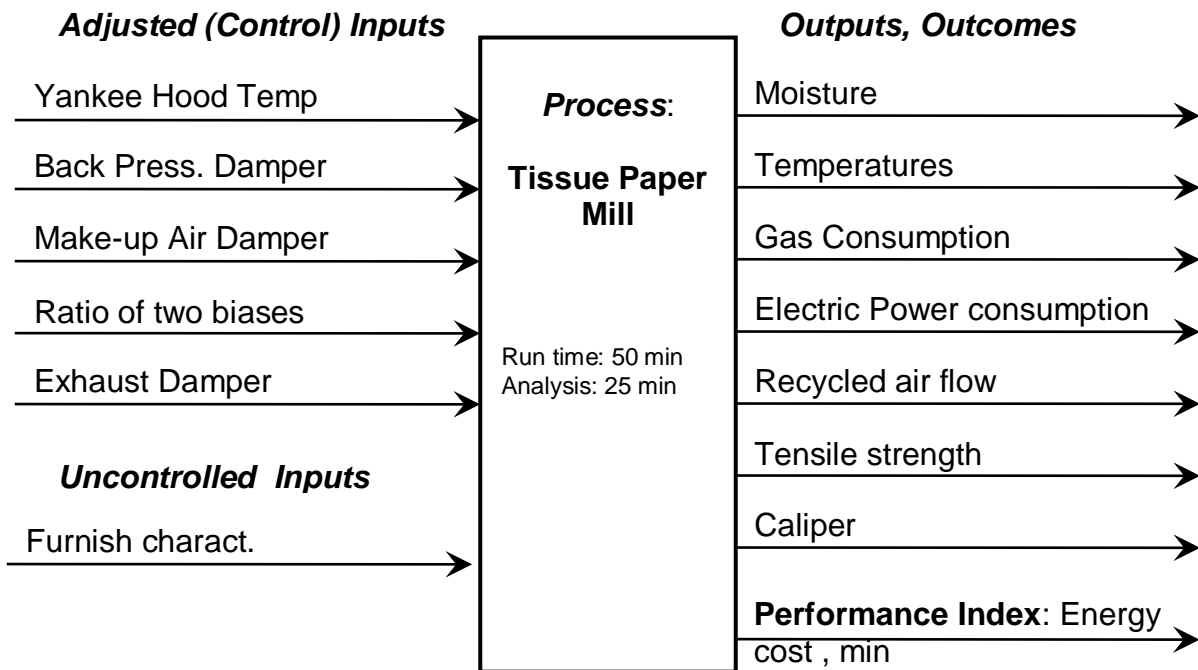 Adjusted (Control) Inputs
Yankee Hood Temp
Back Press. Damper
Make-up Air Damper
Ratio of two biases
Exhaust Damper
Uncontrolled Inputs
Furnish charact.
Process:
Tissue Paper
Mill
Run time: 50 min
Analysis: 25 min
Outputs, Outcomes
Moisture
Temperatures
Gas Consumption
Electric Power consumption
Recycled air flow
Tensile strength
Caliper
Performance Index: Energy
cost , min